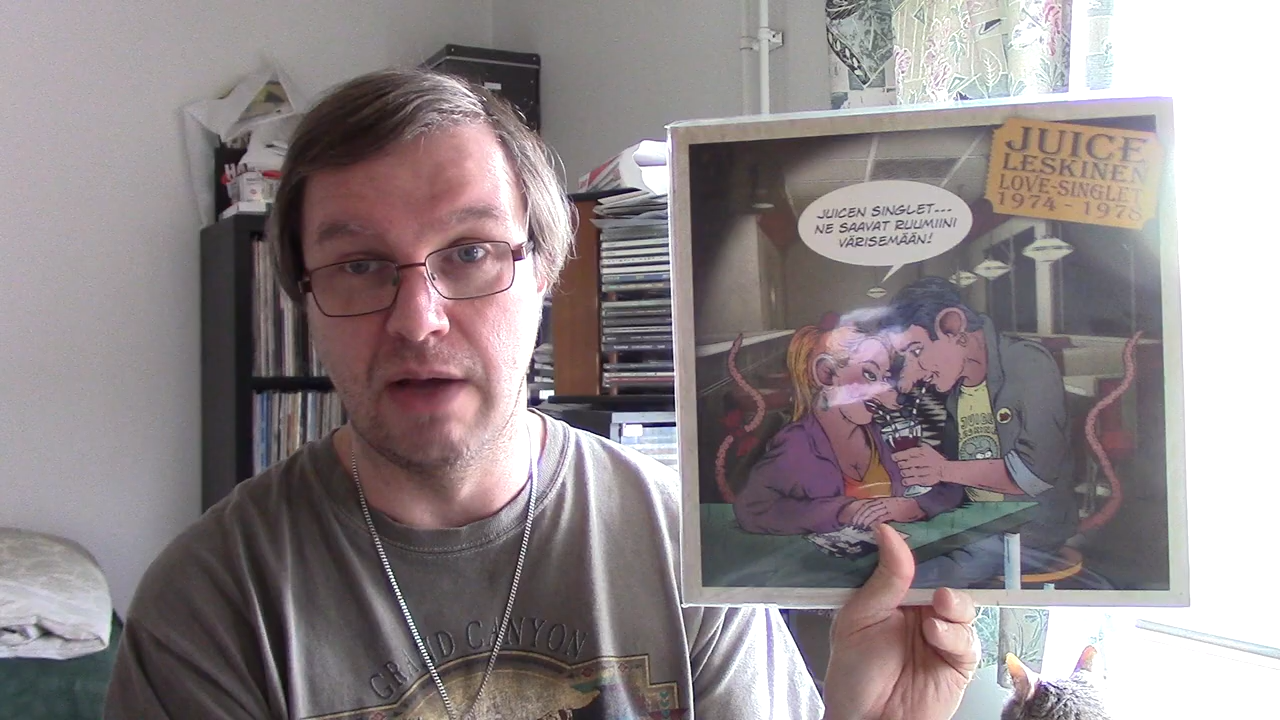 JUICE
LESKINEN
LOVE-SINGLET
1974 - 1978
JUICEN SINGLET---
NE SAAVAT RUUMIINI
VÄRISEMÄÄN!
GRAND CANYON